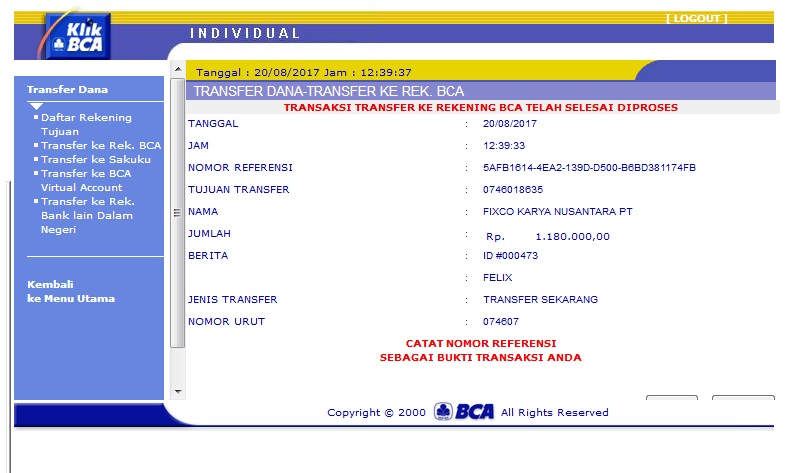 Klik
BCA
[ LOGOUT ]
INDIVIDUAL
Transfer Dana
Daftar Rekening
Tujuan
Transfer ke Rek. BCA
Transfer ke Sakuku
Transfer ke BCA
Virtual Account
Transfer ke Rek.
Bank lain Dalam
Negeri
Kembali
ke Menu Utama
Tanggal : 20/08/2017 Jam : 12:39:37
TRANSFER DANA-TRANSFER KE REK. BCA
TRANSAKSI TRANSFER KE REKENING BCA TELAH SELESAI DIPROSES
TANGGAL : 20/08/2017
JAM : 12:39:33
NOMOR REFERENSI : 5AFB1614-4EA2-139D-D500-B6BD381174FB
TUJUAN TRANSFER : 0746018635
NAMA : FIXCO KARYA NUSANTARA PT
JUMLAH : Rp. 1.180.000,00
BERITA : ID #000473
: FELIX
JENIS TRANSFER : TRANSFER SEKARANG
NOMOR URUT : 074607
CATAT NOMOR REFERENSI
SEBAGAI BUKTI TRANSAKSI ANDA
Copyright © 2000 BCA All Rights Reserved